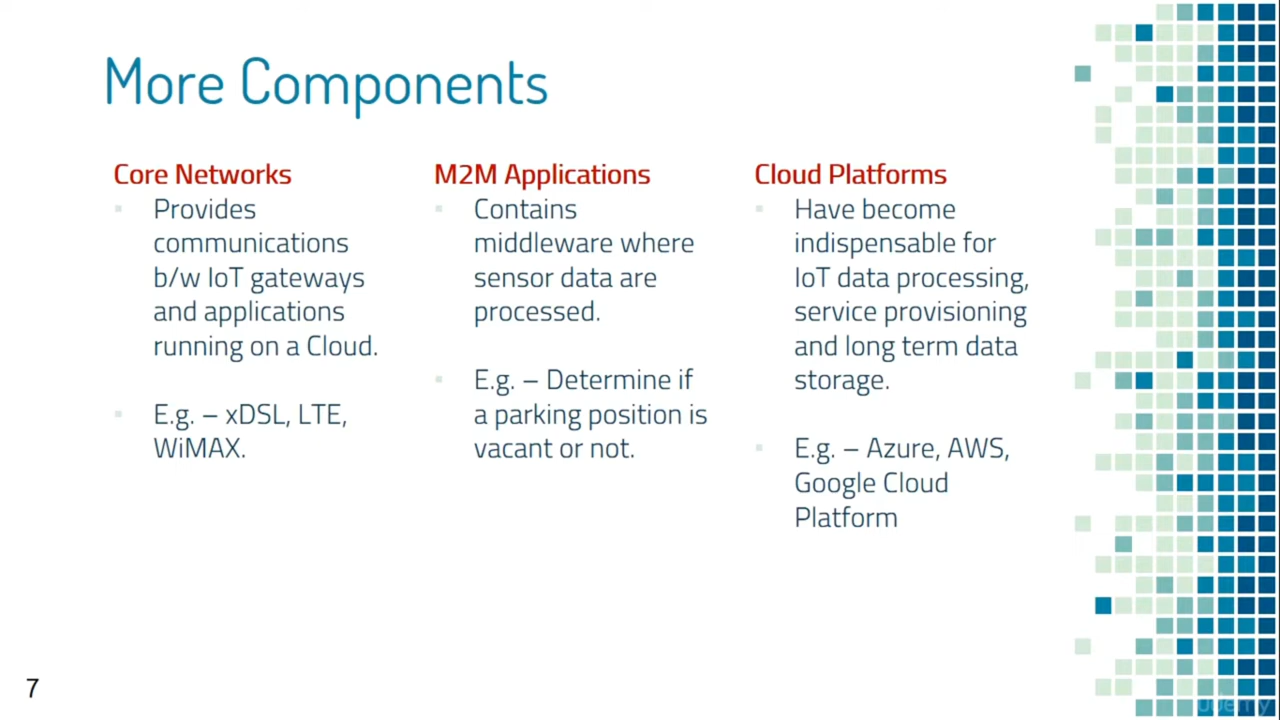 More Components
Core Networks
Provides
communications
b/w IoT gateways
and applications
running on a Cloud.
E.g. – xDSL, LTE,
WiMAX.
M2M Applications
Contains
middleware where
sensor data are
processed.
E.g. – Determine if
a parking position is
vacant or not.
Cloud Platforms
Have become
indispensable for
IoT data processing,
service provisioning
and long term data
storage.
E.g. – Azure, AWS,
Google Cloud
Platform
7
udemy